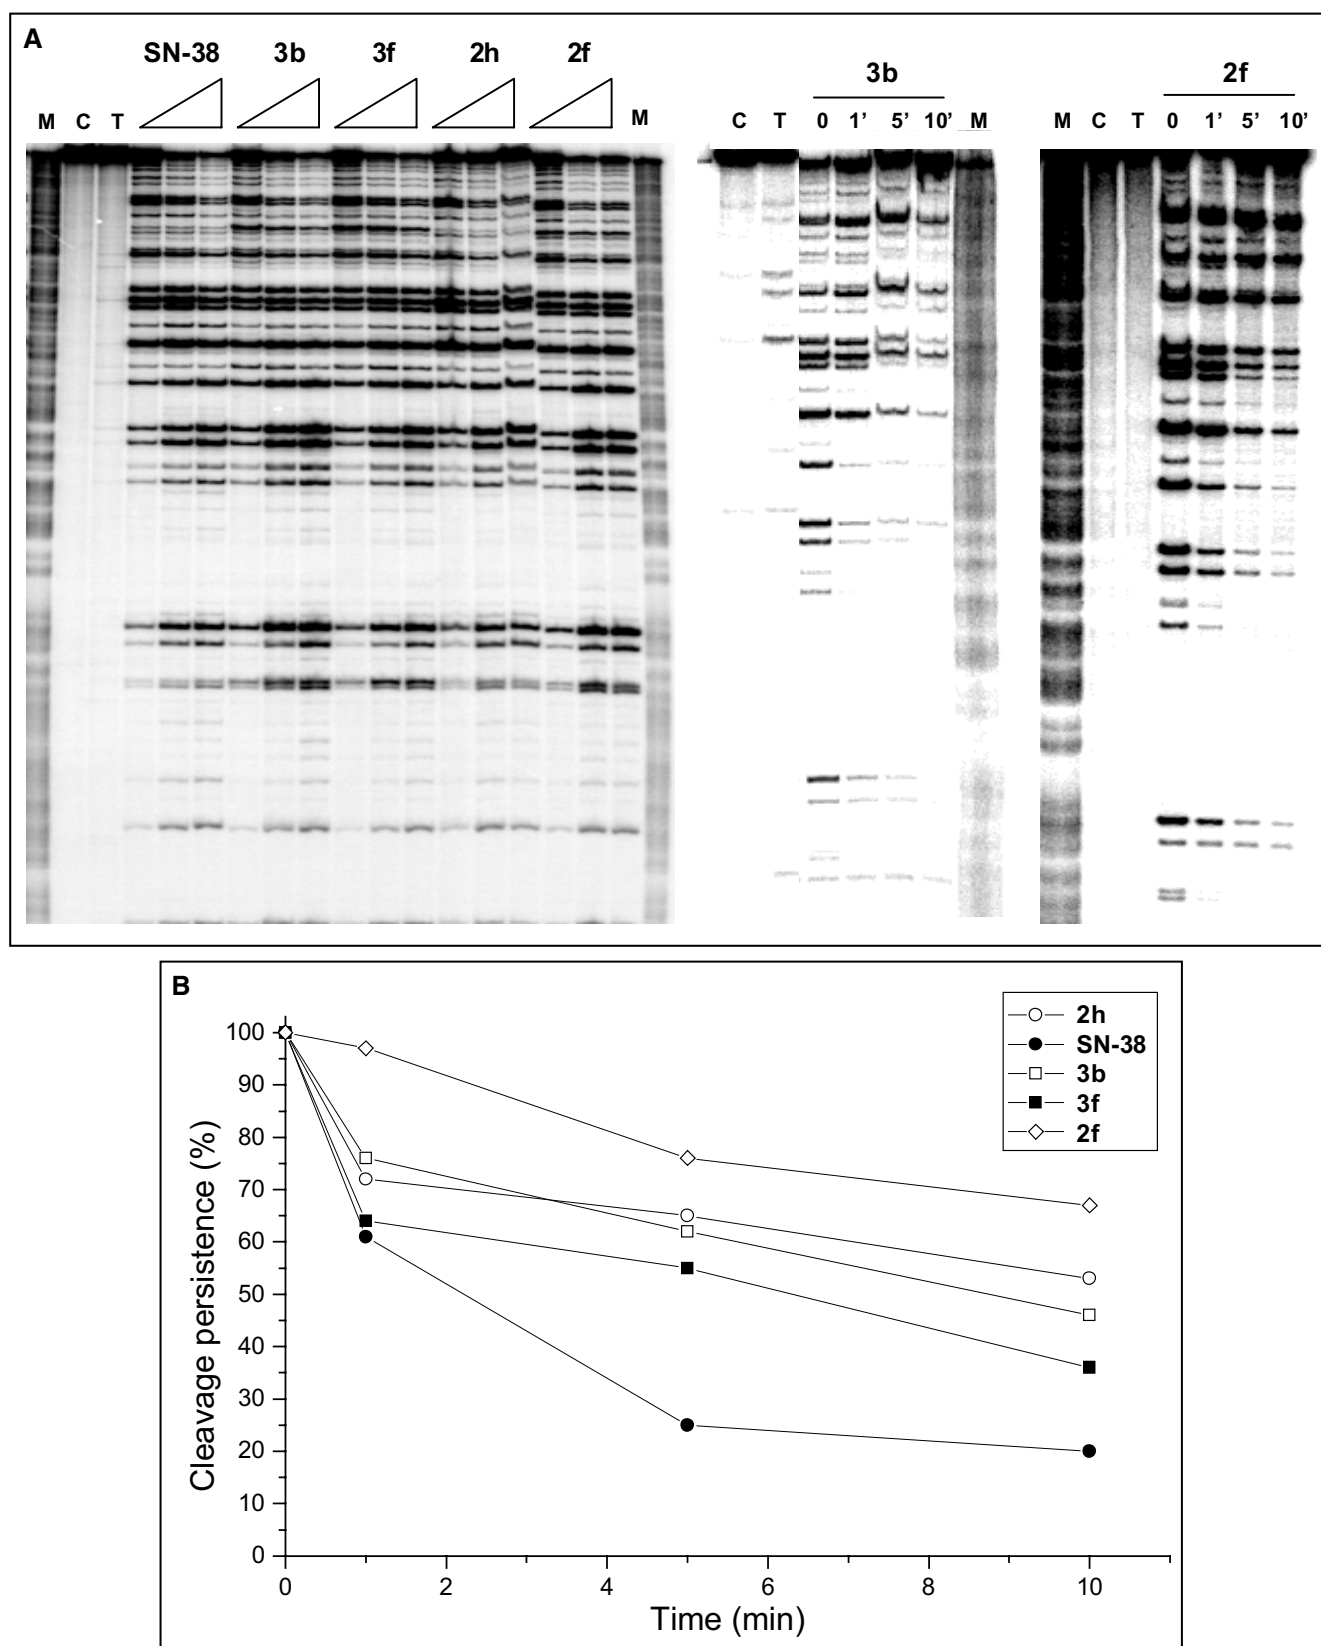 A
SN-38 3b 3f 2h 2f
M C T M
3b
C T 0 1' 5' 10' M
2f
M C T 0 1' 5' 10'
B
2h
SN-38
3b
3f
2f
100
90
80
70
60
50
40
30
20
10
0
Cleavage persistence (%)
0 2 4 6 8 10
Time (min)